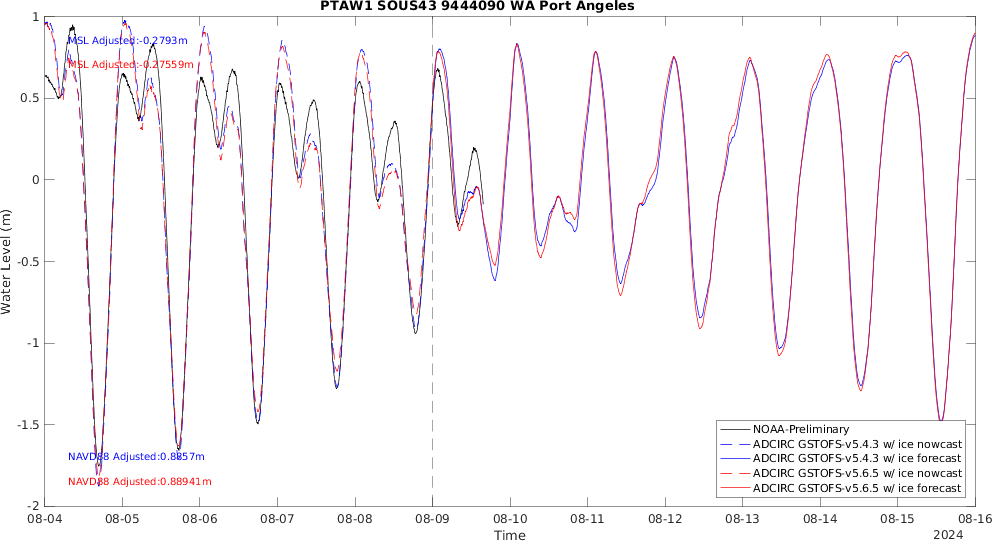 PTAW1 SOUS43 9444090 WA Port Angeles
MSL Adjusted:-0.2793m
MSL Adjusted:-0.27559m
NAVD88 Adjusted:0.8857m
NAVD88 Adjusted:0.88941m
Water Level (m)
1
0.5
0
-0.5
-1
-1.5
-2
08-04 08-05 08-06 08-07 08-08 08-09 08-10 08-11 08-12 08-13 08-14 08-15 08-16
Time
2024
NOAA-Preliminary
ADCIRC GSTOFS-v5.4.3 w/ ice nowcast
ADCIRC GSTOFS-v5.4.3 w/ ice forecast
ADCIRC GSTOFS-v5.6.5 w/ ice nowcast
ADCIRC GSTOFS-v5.6.5 w/ ice forecast